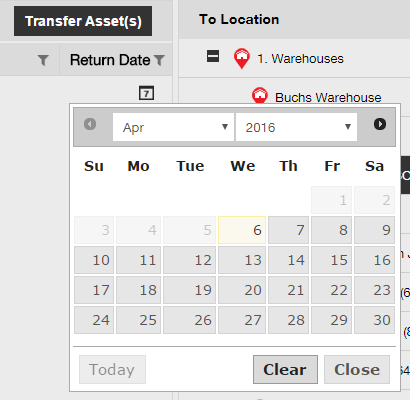 Transfer Asset(s)
To Location
Return Date
1. Warehouses
7
Buchs Warehouse
Apr 2016
Su Mo Tue We Th Fr Sa
1 2
3 4 5 6 7 8 9
10 11 12 13 14 15 16
17 18 19 20 21 22 23
24 25 26 27 28 29 30
Today Clear Close